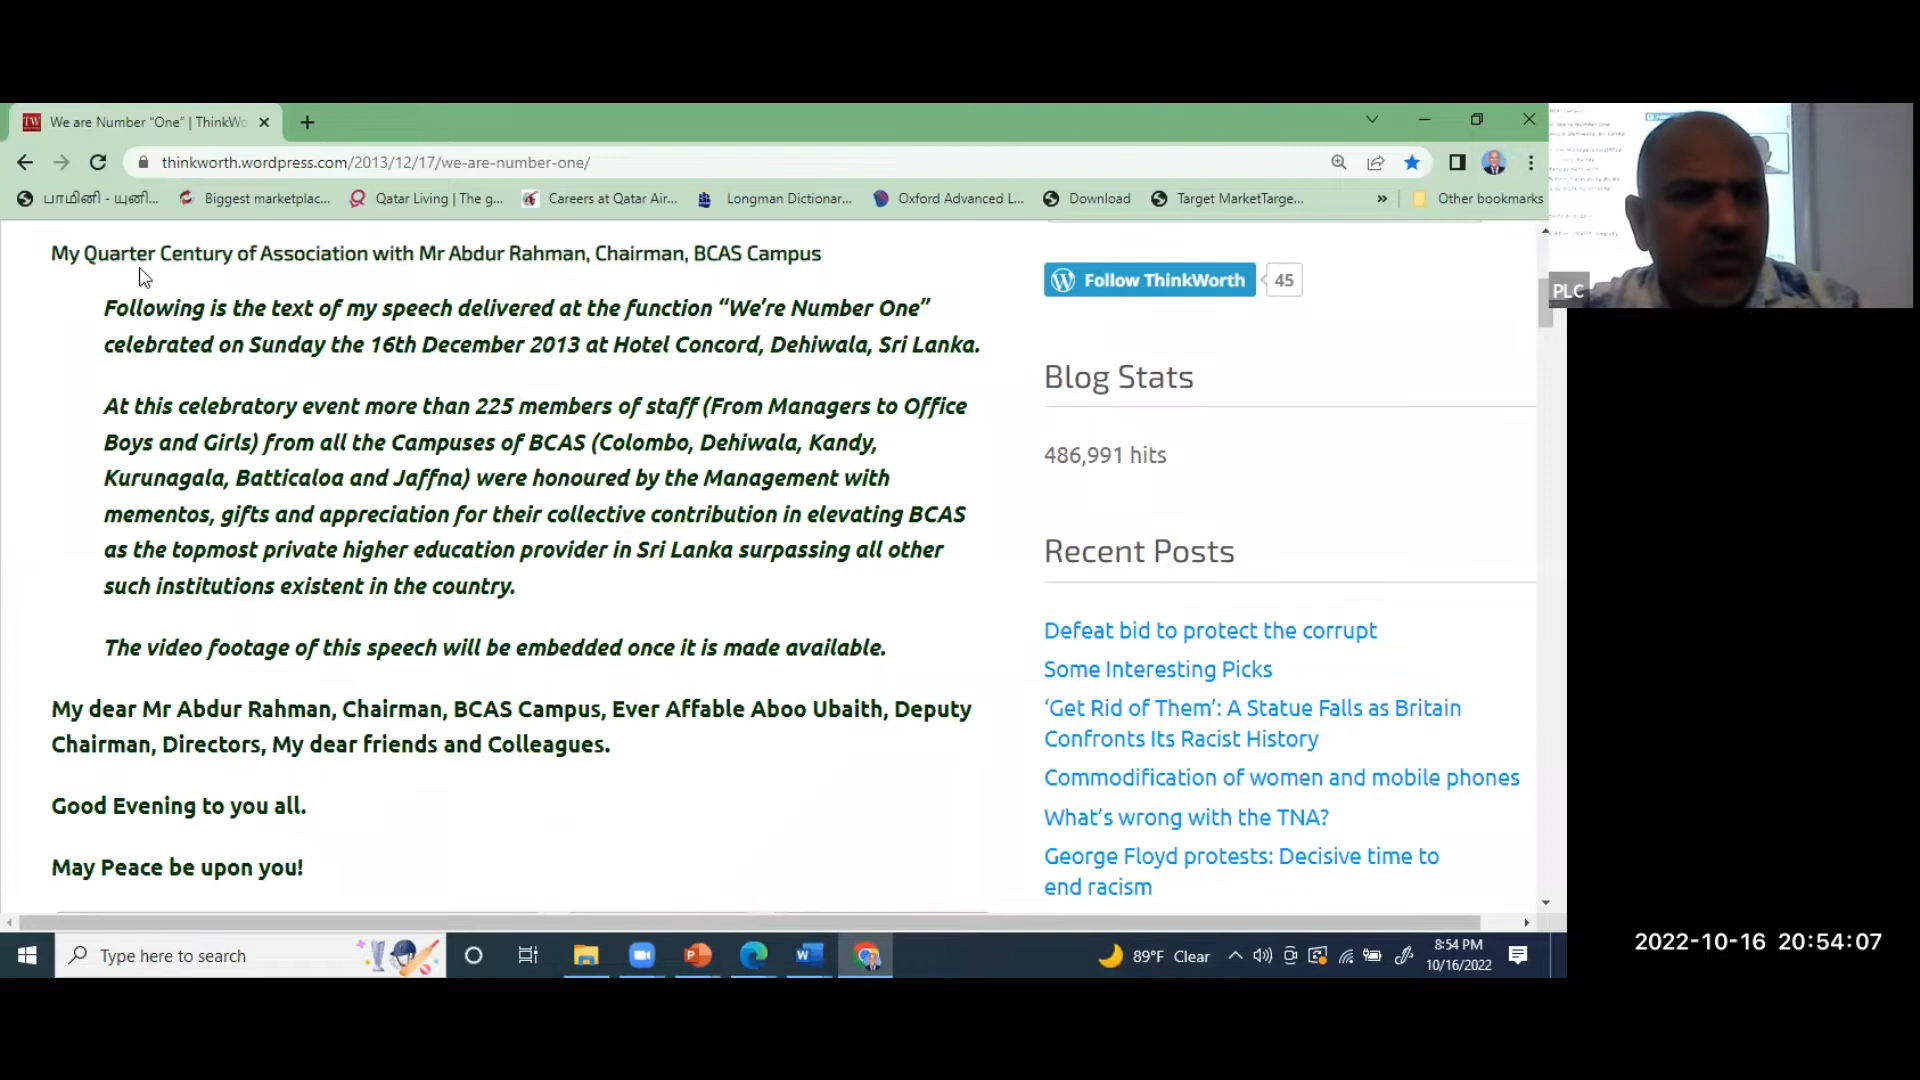 TW We are Number “One” | ThinkWo
thinkworth.wordpress.com/2013/12/17/we-are-number-one/
பாமினி - யுனி...
Biggest marketplac...
Qatar Living | The g...
Careers at Qatar Air...
Longman Dictionar...
Oxford Advanced L...
Download
Target MarketTarge...
»
Other bookmarks
My Quarter Century of Association with Mr Abdur Rahman, Chairman, BCAS Campus
Following is the text of my speech delivered at the function “We’re Number One”
celebrated on Sunday the 16th December 2013 at Hotel Concord, Dehiwala, Sri Lanka.
At this celebratory event more than 225 members of staff (From Managers to Office
Boys and Girls) from all the Campuses of BCAS (Colombo, Dehiwala, Kandy,
Kurunagala, Batticaloa and Jaffna) were honoured by the Management with
mementos, gifts and appreciation for their collective contribution in elevating BCAS
as the topmost private higher education provider in Sri Lanka surpassing all other
such institutions existent in the country.
The video footage of this speech will be embedded once it is made available.
My dear Mr Abdur Rahman, Chairman, BCAS Campus, Ever Affable Aboo Ubaith, Deputy
Chairman, Directors, My dear friends and Colleagues.
Good Evening to you all.
May Peace be upon you!
Follow ThinkWorth 45
Blog Stats
486,991 hits
Recent Posts
Defeat bid to protect the corrupt
Some Interesting Picks
‘Get Rid of Them’: A Statue Falls as Britain
Confronts Its Racist History
Commodification of women and mobile phones
What’s wrong with the TNA?
George Floyd protests: Decisive time to
end racism
PLC
Type here to search
89°F Clear
8:54 PM
10/16/2022
2022-10-16 20:54:07